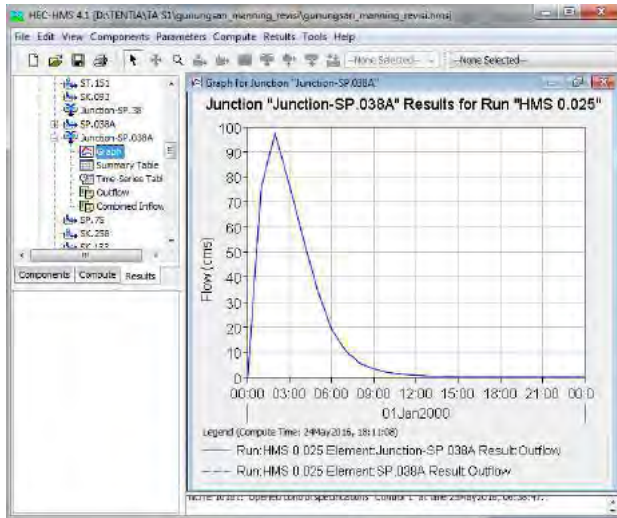 HEC-HMS 4.1 [D:\TENTIA\TA S1\gunungsari_manning_revisi\gunungsari_manning_revisi.hms]
File Edit View Components Parameters Compute Results Tools Help
--None Selected-- --None Selected--
ST.151
SK.093
Junction-SP.38
SP.038A
Junction-SP.038A
Graph
Summary Table
Time-Series Tabl
Outflow
Combined Inflow
SP.75
SK.258
Components Compute Results
Graph for Junction "Junction-SP.038A"
Junction "Junction-SP.038A" Results for Run "HMS 0.025"
Flow (cms)
100
90
80
70
60
50
40
30
20
10
0
00:00 03:00 06:00 09:00 12:00 15:00 18:00 21:00 00:0
01Jan2000
Legend (Compute Time: 24May2016, 18:11:08)
Run:HMS 0.025 Element:Junction-SP.038A Result:Outflow
Run:HMS 0.025 Element:SP.038A Result:Outflow